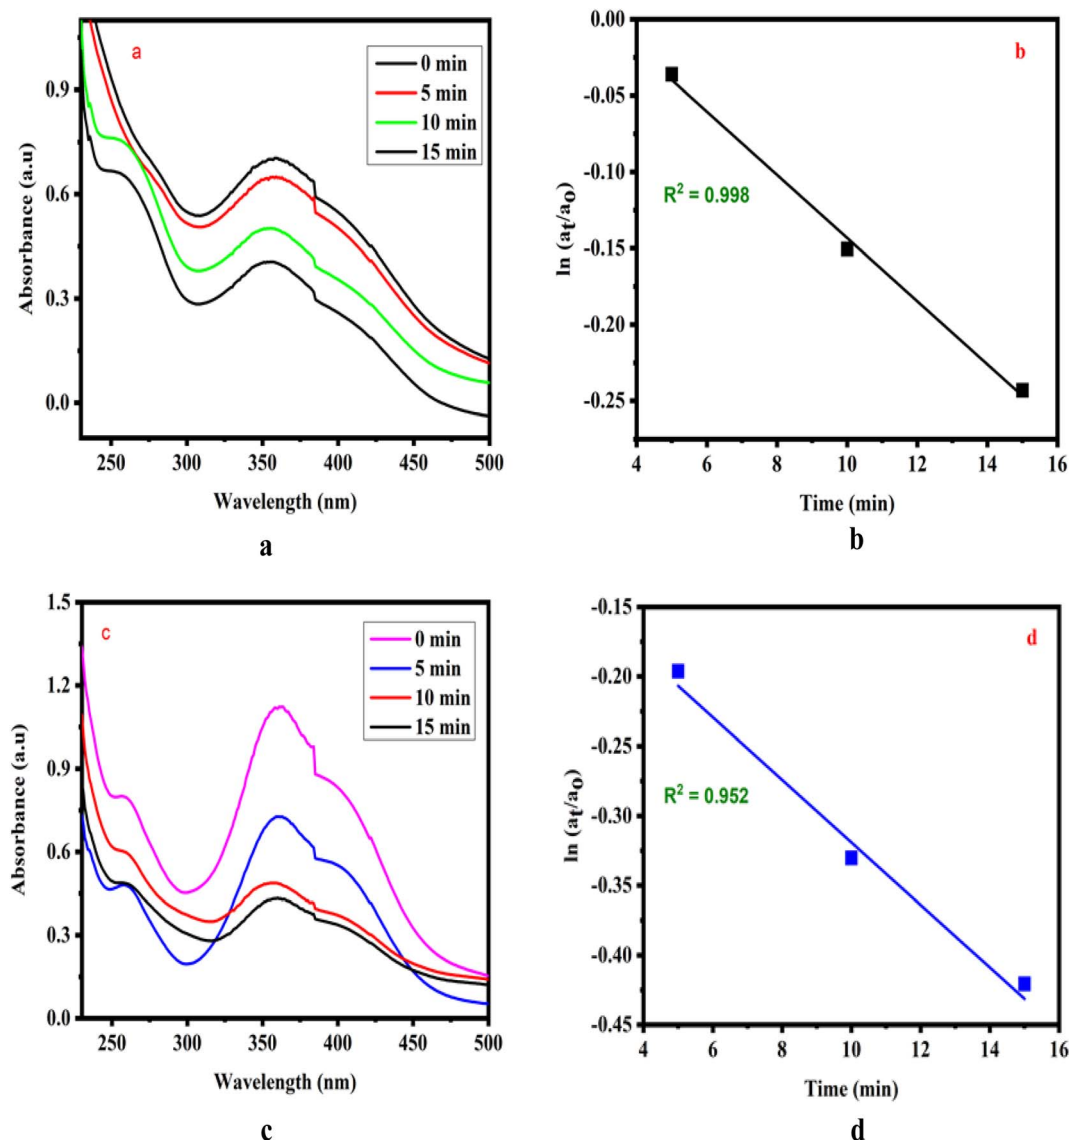 a
0 min
5 min
10 min
15 min
Absorbance (a.u)
0.9
0.6
0.3
0.0
250 300 350 400 450 500
Wavelength (nm)
a
b
R² = 0.998
ln (aₜ/a₀)
0.00
-0.05
-0.10
-0.15
-0.20
-0.25
4 6 8 10 12 14 16
Time (min)
b
c
0 min
5 min
10 min
15 min
Absorbance (a.u)
1.5
1.2
0.9
0.6
0.3
0.0
250 300 350 400 450 500
Wavelength (nm)
c
d
R² = 0.952
ln (aₜ/a₀)
-0.15
-0.20
-0.25
-0.30
-0.35
-0.40
-0.45
4 6 8 10 12 14 16
Time (min)
d